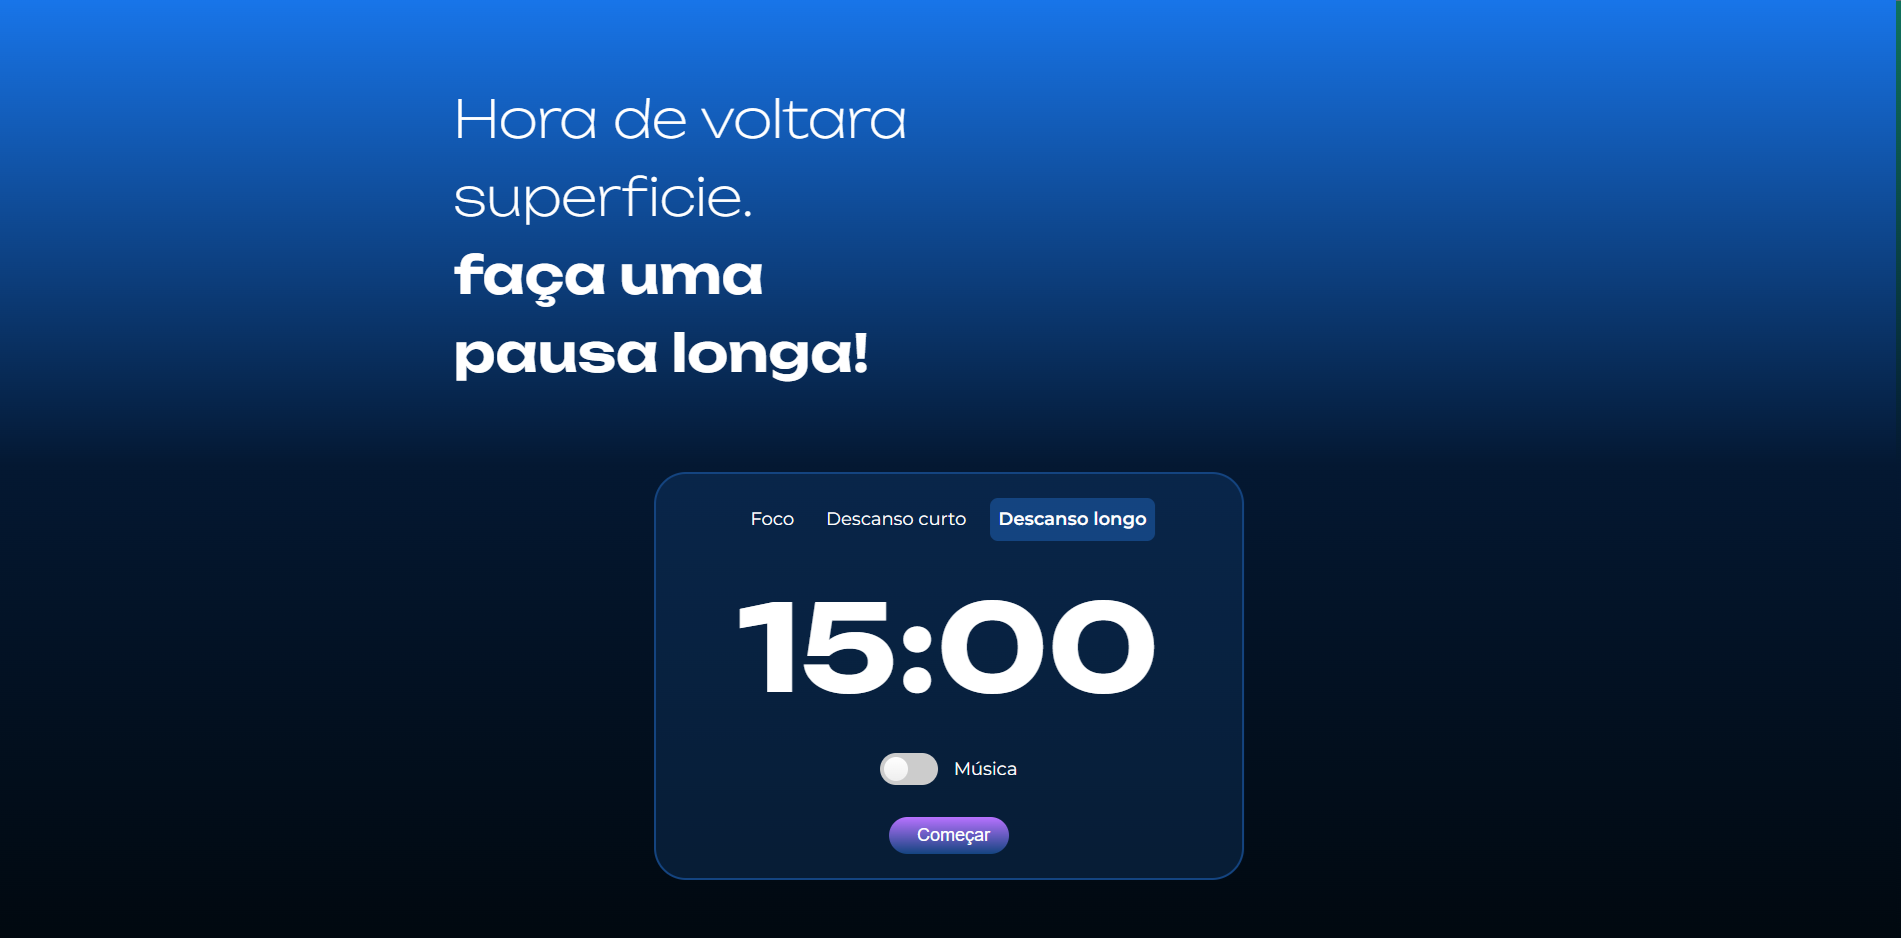 Hora de voltara
superficie.
faça uma
pausa longa!
Foco Descanso curto Descanso longo
15:00
Música
Começar